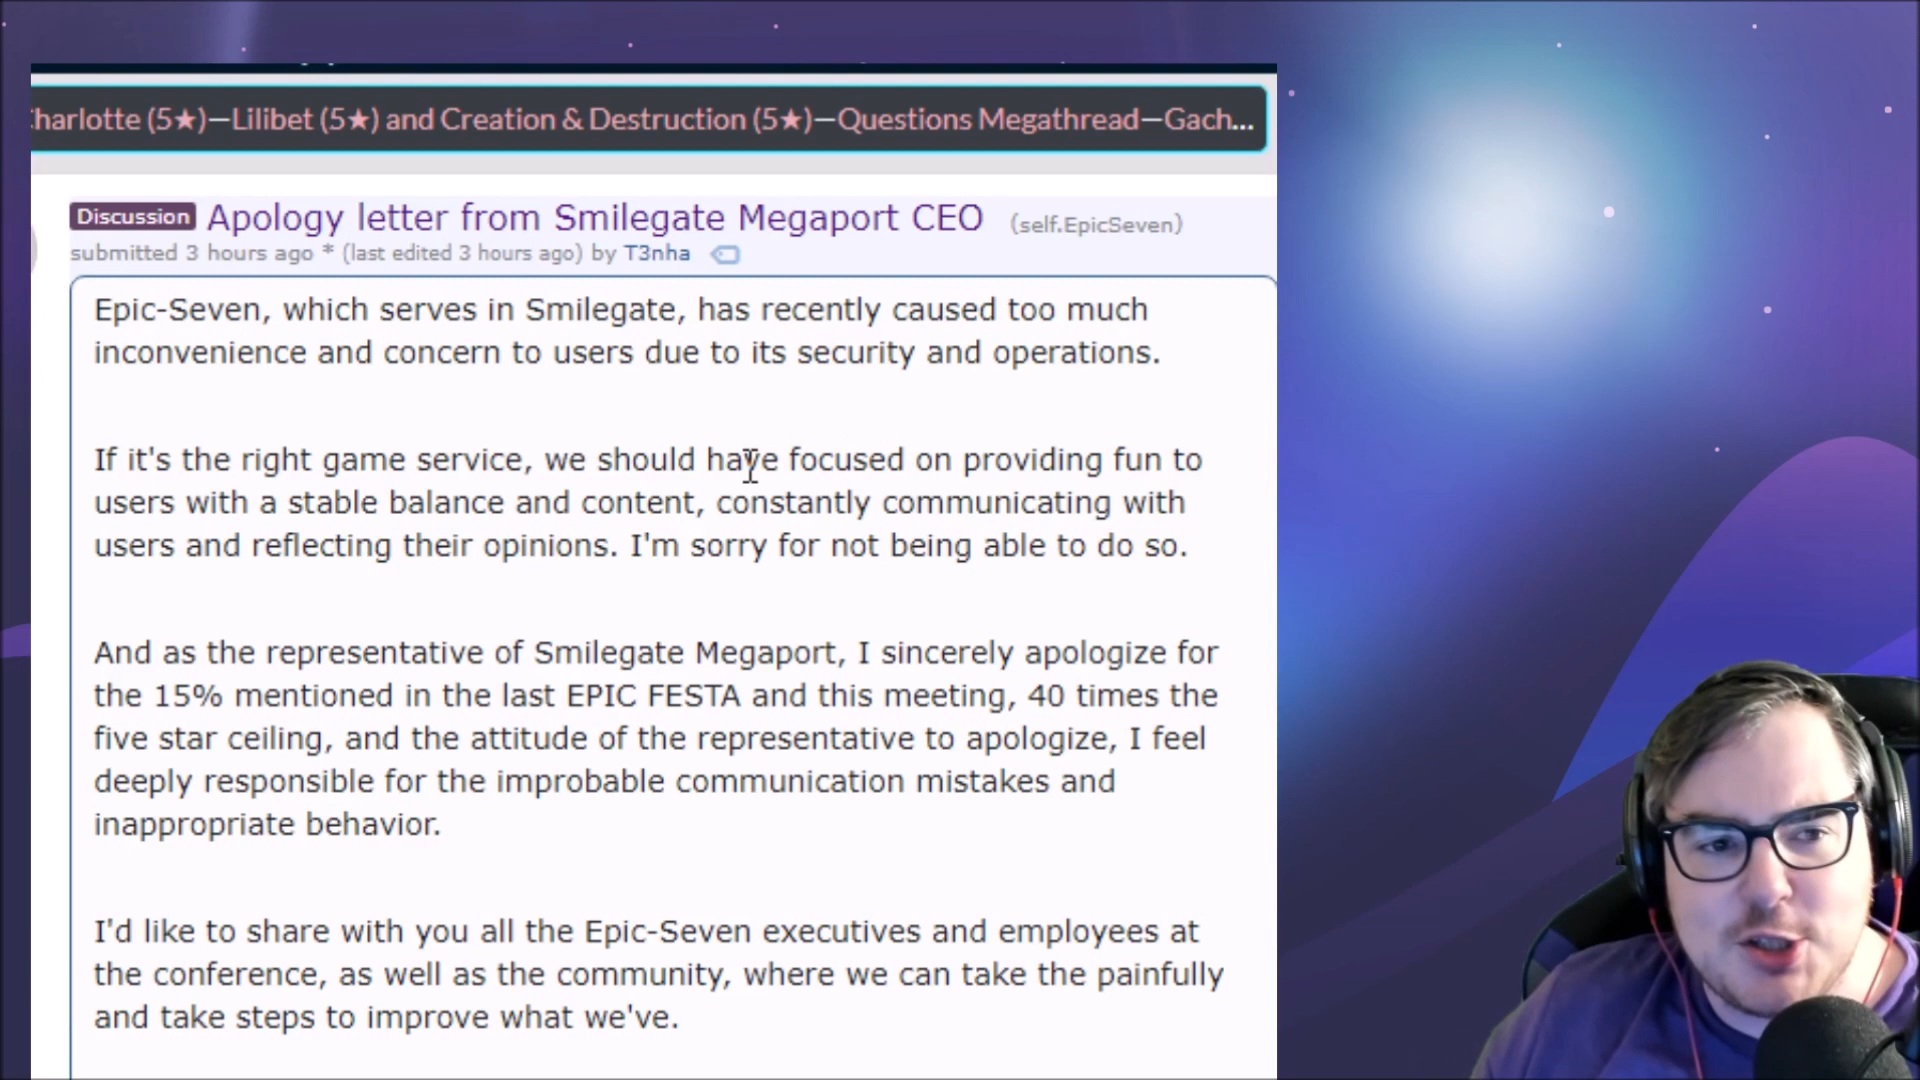 harlotte (5★)—Lilibet (5★) and Creation & Destruction (5★)—Questions Megathread—Gach...
Discussion Apology letter from Smilegate Megaport CEO (self.EpicSeven)
submitted 3 hours ago * (last edited 3 hours ago) by T3nha
Epic-Seven, which serves in Smilegate, has recently caused too much
inconvenience and concern to users due to its security and operations.
If it's the right game service, we should have focused on providing fun to
users with a stable balance and content, constantly communicating with
users and reflecting their opinions. I'm sorry for not being able to do so.
And as the representative of Smilegate Megaport, I sincerely apologize for
the 15% mentioned in the last EPIC FESTA and this meeting, 40 times the
five star ceiling, and the attitude of the representative to apologize, I feel
deeply responsible for the improbable communication mistakes and
inappropriate behavior.
I'd like to share with you all the Epic-Seven executives and employees at
the conference, as well as the community, where we can take the painfully
and take steps to improve what we've.